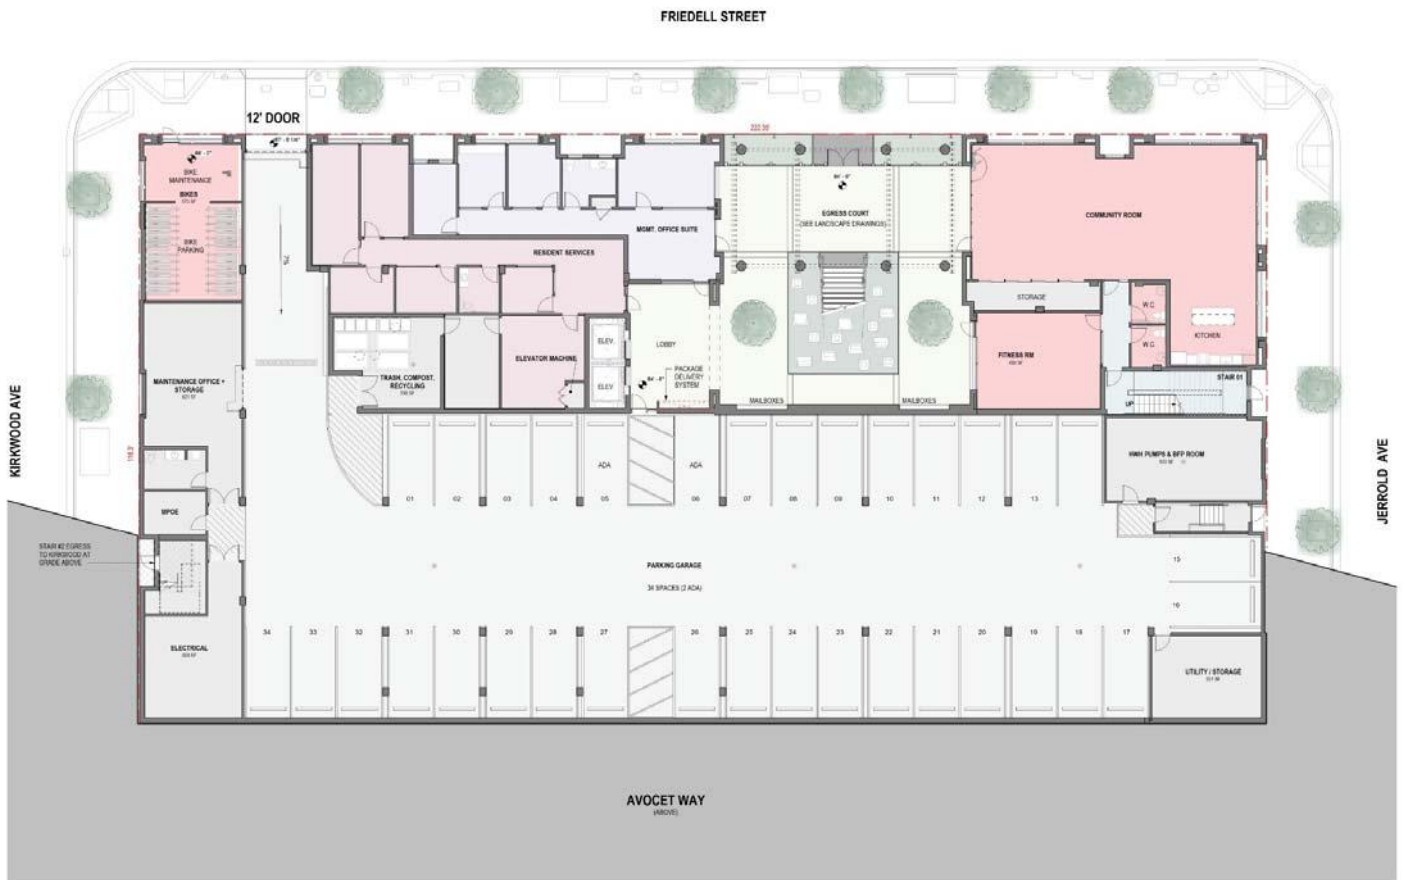 FRIEDELL STREET
12' DOOR
222.35'
BIKE
MAINTENANCE
BIKES
BIKE
PARKING
7%
RESIDENT SERVICES
MGMT. OFFICE SUITE
EGRESS COURT
(SEE LANDSCAPE DRAWINGS)
COMMUNITY ROOM
STORAGE
W.C.
W.C.
KITCHEN
FITNESS RM
STAIR 01
UP
LOBBY
PACKAGE
DELIVERY
SYSTEM
MAILBOXES
MAILBOXES
ELEV.
ELEV.
ELEVATOR MACHINE
TRASH, COMPOST,
RECYCLING
MAINTENANCE OFFICE +
STORAGE
KIRKWOOD AVE
JERROLD AVE
MPOE
STAIR #2 EGRESS
TO KIRKWOOD AT
GRADE ABOVE
ELECTRICAL
HWH, PUMPS & BFP ROOM
ADA
ADA
01
02
03
04
05
06
07
08
09
10
11
12
13
15
16
PARKING GARAGE
34 SPACES (2 ADA)
34
33
32
31
30
29
28
27
26
25
24
23
22
21
20
19
18
17
UTILITY / STORAGE
AVOCET WAY
(ABOVE)